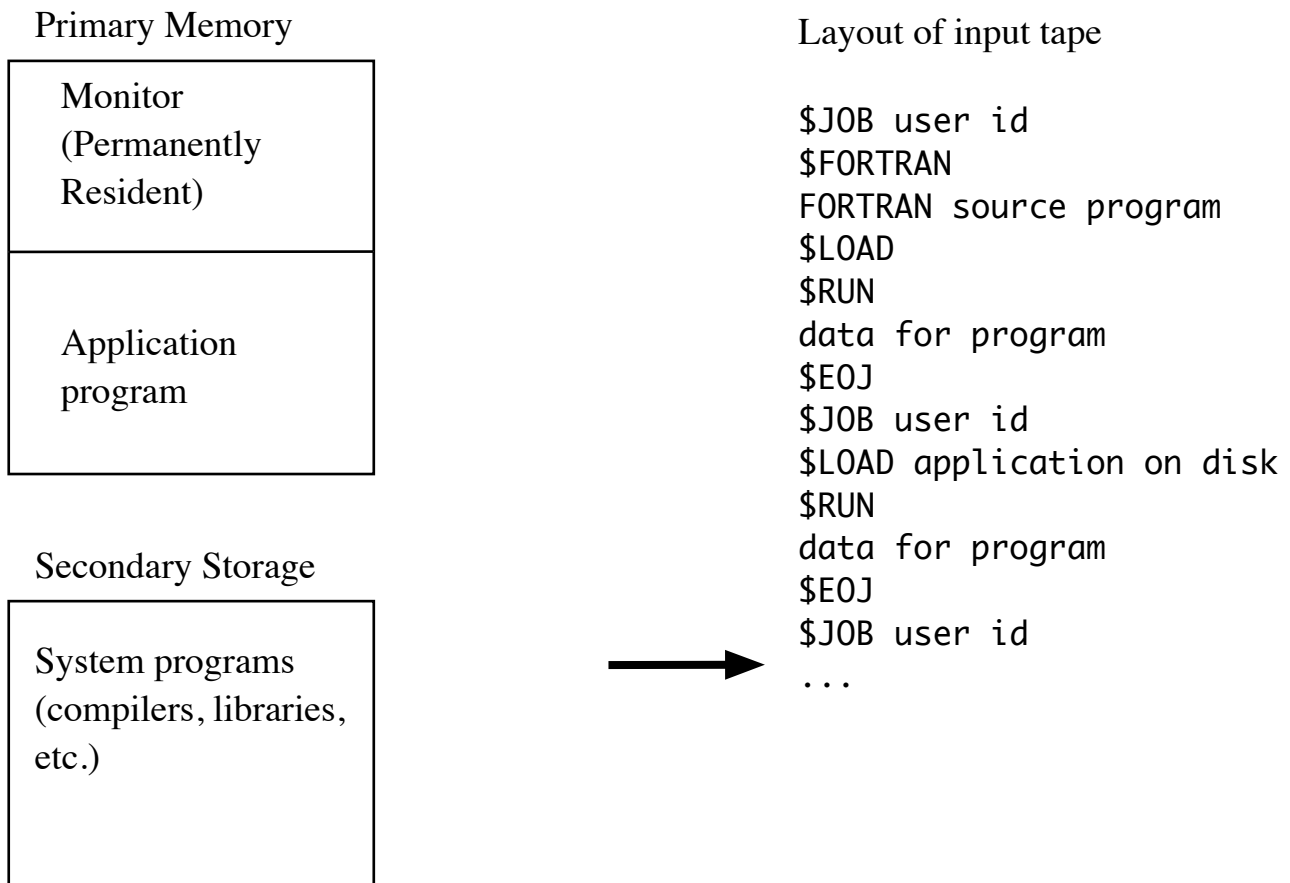 Primary Memory
Monitor
(Permanently
Resident)
Application
program
Secondary Storage
System programs
(compilers, libraries,
etc.)
Layout of input tape
$JOB user id
$FORTRAN
FORTRAN source program
$LOAD
$RUN
data for program
$EOJ
$JOB user id
$LOAD application on disk
$RUN
data for program
$EOJ
$JOB user id
...